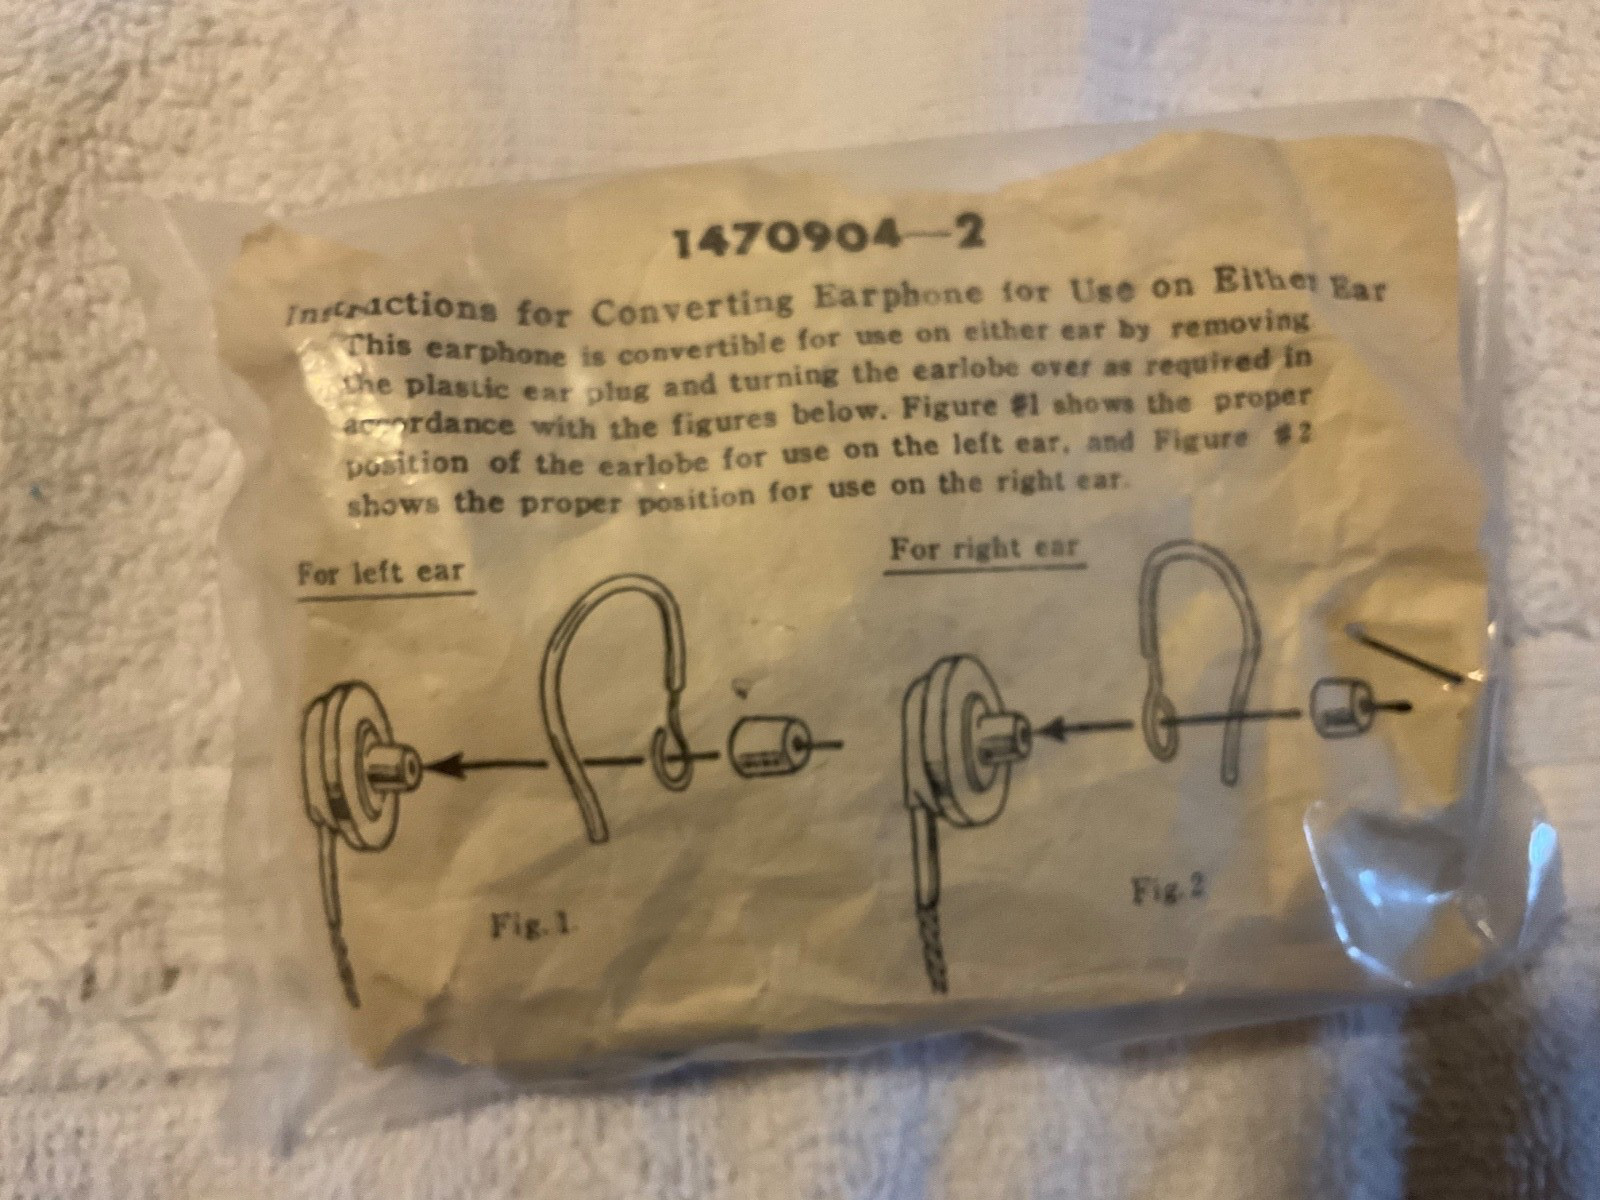 1470904—2
Instructions for Converting Earphone for Use on Either Ear
This earphone is convertible for use on either ear by removing
the plastic ear plug and turning the earlobe over as required in
accordance with the figures below. Figure #1 shows the proper
position of the earlobe for use on the left ear, and Figure #2
shows the proper position for use on the right ear.
For left ear
For right ear
Fig. 1.
Fig. 2